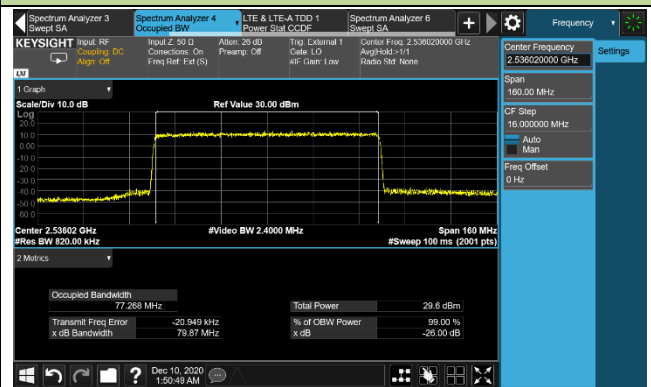 Spectrum Analyzer 3
Swept SA
Spectrum Analyzer 4
Occupied BW
LTE & LTE-A TDD 1
Power Stat CCDF
Spectrum Analyzer 6
Swept SA
+
Frequency
KEYSIGHT
LXI
Input: RF
Coupling: DC
Align: Off
Input Z: 50 Ω
Corrections: On
Freq Ref: Ext (S)
Atten: 26 dB
Preamp: Off
Trig: External 1
Gate: LO
#IF Gain: Low
Center Freq: 2.536020000 GHz
Avg|Hold:>1/1
Radio Std: None
Center Frequency
2.536020000 GHz
Settings
Span
160.00 MHz
CF Step
16.000000 MHz
Auto
Man
Freq Offset
0 Hz
1 Graph
Scale/Div 10.0 dB
Ref Value 30.00 dBm
Log
20.0
10.0
0.00
-10.0
-20.0
-30.0
-40.0
-50.0
-60.0
Center 2.53602 GHz
#Video BW 2.4000 MHz
Span 160 MHz
#Res BW 820.00 kHz
#Sweep 100 ms (2001 pts)
2 Metrics
Occupied Bandwidth
77.268 MHz
Total Power
29.6 dBm
Transmit Freq Error
-20.949 kHz
% of OBW Power
99.00 %
x dB Bandwidth
79.87 MHz
x dB
-26.00 dB
?
Dec 10, 2020
1:50:49 AM